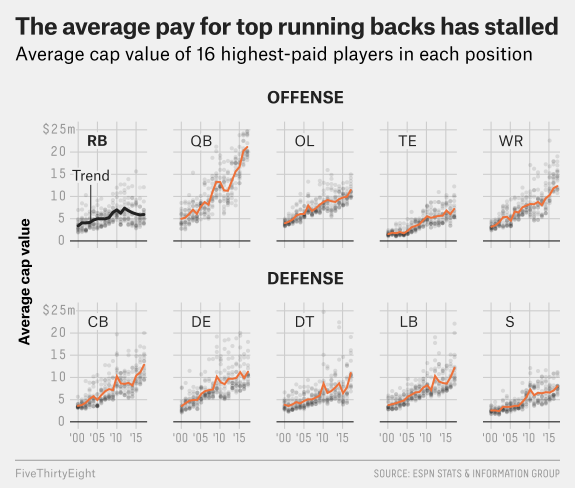 The average pay for top running backs has stalled
Average cap value of 16 highest-paid players in each position
OFFENSE
$25m
20
15
10
5
0
RB
Trend
QB
OL
TE
WR
Average cap value
DEFENSE
$25m
20
15
10
5
0
CB
DE
DT
LB
S
'00 '05 '10 '15
'00 '05 '10 '15
'00 '05 '10 '15
'00 '05 '10 '15
'00 '05 '10 '15
FiveThirtyEight
SOURCE: ESPN STATS & INFORMATION GROUP